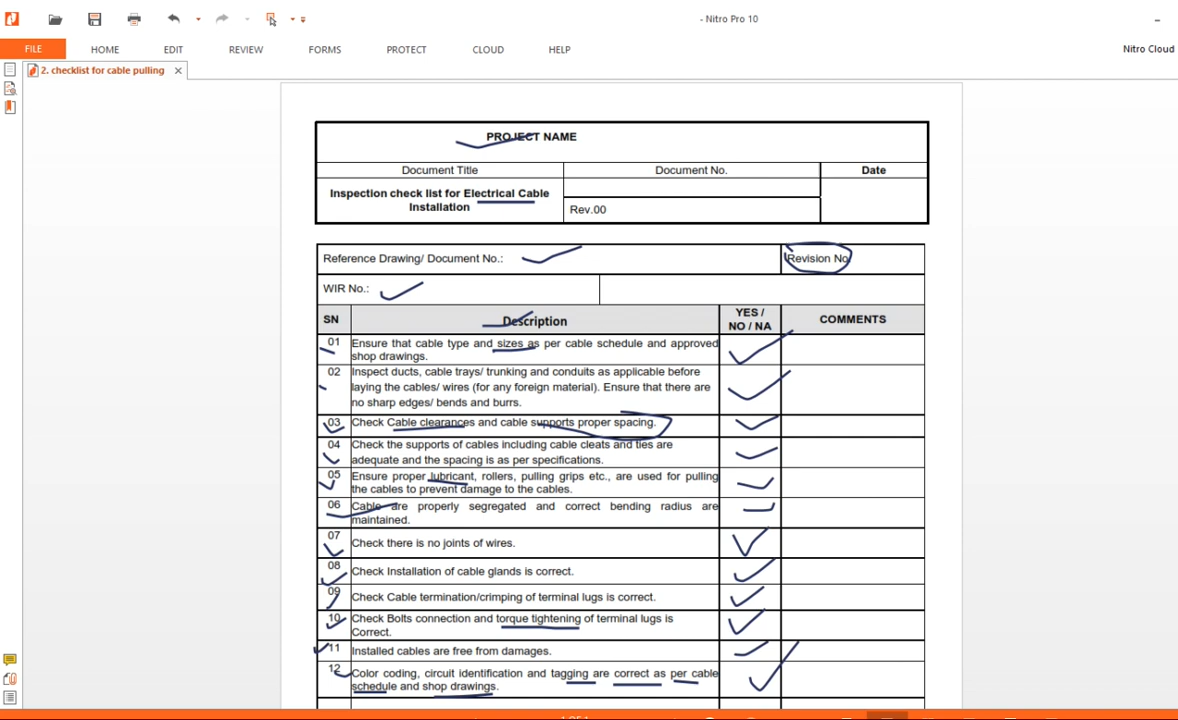 - Nitro Pro 10
FILE HOME EDIT REVIEW FORMS PROTECT CLOUD HELP Nitro Cloud
2. checklist for cable pulling
PROJECT NAME
Document Title Document No. Date
Inspection check list for Electrical Cable
Installation
Rev.00
Reference Drawing/ Document No.: Revision No
WIR No.:
SN Description YES / NO / NA COMMENTS
01 Ensure that cable type and sizes as per cable schedule and approved
shop drawings.
02 Inspect ducts, cable trays/ trunking and conduits as applicable before
laying the cables/ wires (for any foreign material). Ensure that there are
no sharp edges/ bends and burrs.
03 Check Cable clearances and cable supports proper spacing.
04 Check the supports of cables including cable cleats and ties are
adequate and the spacing is as per specifications.
05 Ensure proper lubricant, rollers, pulling grips etc., are used for pulling
the cables to prevent damage to the cables.
06 Cable are properly segregated and correct bending radius are
maintained.
07 Check there is no joints of wires.
08 Check Installation of cable glands is correct.
09 Check Cable termination/crimping of terminal lugs is correct.
10 Check Bolts connection and torque tightening of terminal lugs is
Correct.
11 Installed cables are free from damages.
12 Color coding, circuit identification and tagging are correct as per cable
schedule and shop drawings.